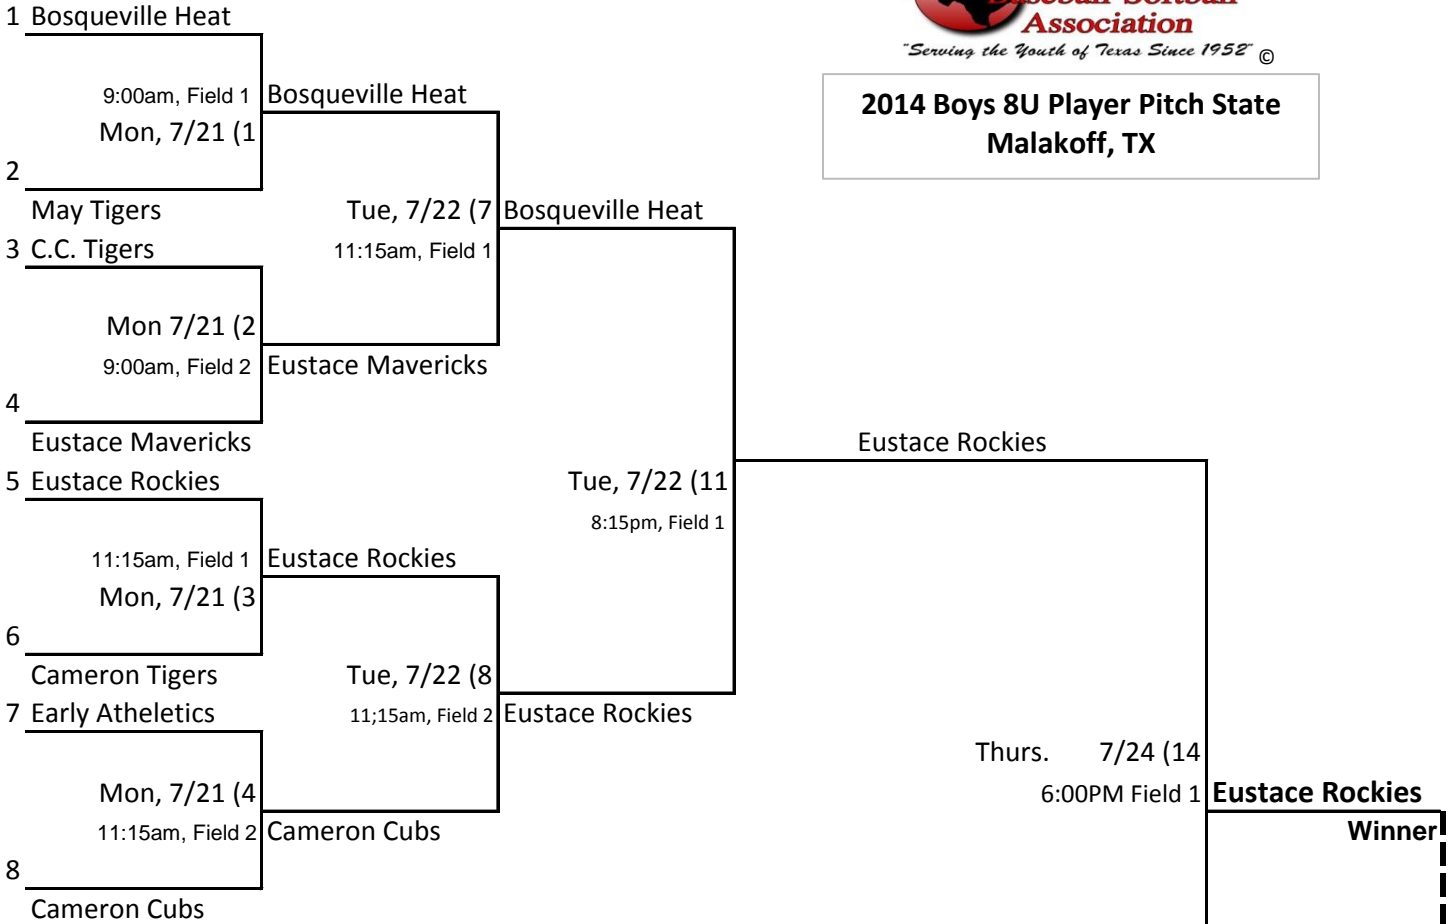 Baseball-Softball
Association
"Serving the Youth of Texas Since 1952" ©
2014 Boys 8U Player Pitch State
Malakoff, TX
1 Bosqueville Heat
9:00am, Field 1 Bosqueville Heat
Mon, 7/21 (1
2
May Tigers Tue, 7/22 (7 Bosqueville Heat
3 C.C. Tigers 11:15am, Field 1
Mon 7/21 (2
9:00am, Field 2 Eustace Mavericks
4
Eustace Mavericks Eustace Rockies
5 Eustace Rockies Tue, 7/22 (11
8:15pm, Field 1
11:15am, Field 1 Eustace Rockies
Mon, 7/21 (3
6
Cameron Tigers Tue, 7/22 (8
7 Early Atheletics 11;15am, Field 2 Eustace Rockies
Thurs. 7/24 (14
Mon, 7/21 (4 6:00PM Field 1 Eustace Rockies
11:15am, Field 2 Cameron Cubs Winner
8
Cameron Cubs